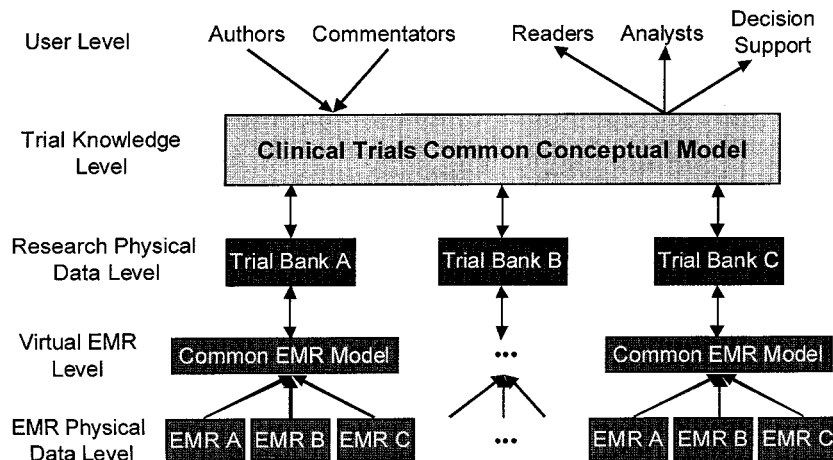 User Level
Authors
Commentators
Readers
Analysts
Decision
Support
Trial Knowledge
Level
Clinical Trials Common Conceptual Model
Research Physical
Data Level
Trial Bank A
Trial Bank B
Trial Bank C
Virtual EMR
Level
Common EMR Model
...
Common EMR Model
EMR Physical
Data Level
EMR A
EMR B
EMR C
...
EMR A
EMR B
EMR C